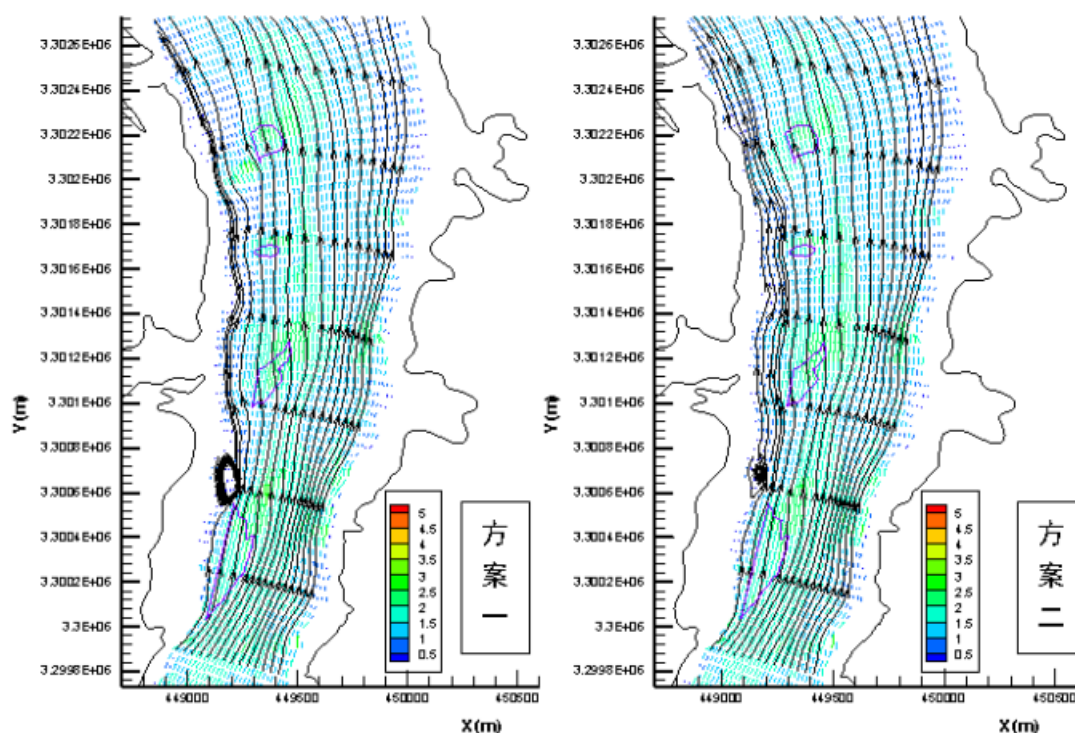 3.3026E+06
3.3024E+06
3.3022E+06
3.302E+06
3.3018E+06
3.3016E+06
3.3014E+06
3.3012E+06
3.301E+06
3.3008E+06
3.3006E+06
3.3004E+06
3.3002E+06
3.3E+06
3.2998E+06
Y(m)
449000
449500
450000
450500
X(m)
5
4.5
4
3.5
3
2.5
2
1.5
1
0.5
方
案
一
3.3026E+06
3.3024E+06
3.3022E+06
3.302E+06
3.3018E+06
3.3016E+06
3.3014E+06
3.3012E+06
3.301E+06
3.3008E+06
3.3006E+06
3.3004E+06
3.3002E+06
3.3E+06
3.2998E+06
Y(m)
449000
449500
450000
450500
X(m)
5
4.5
4
3.5
3
2.5
2
1.5
1
0.5
方
案
二